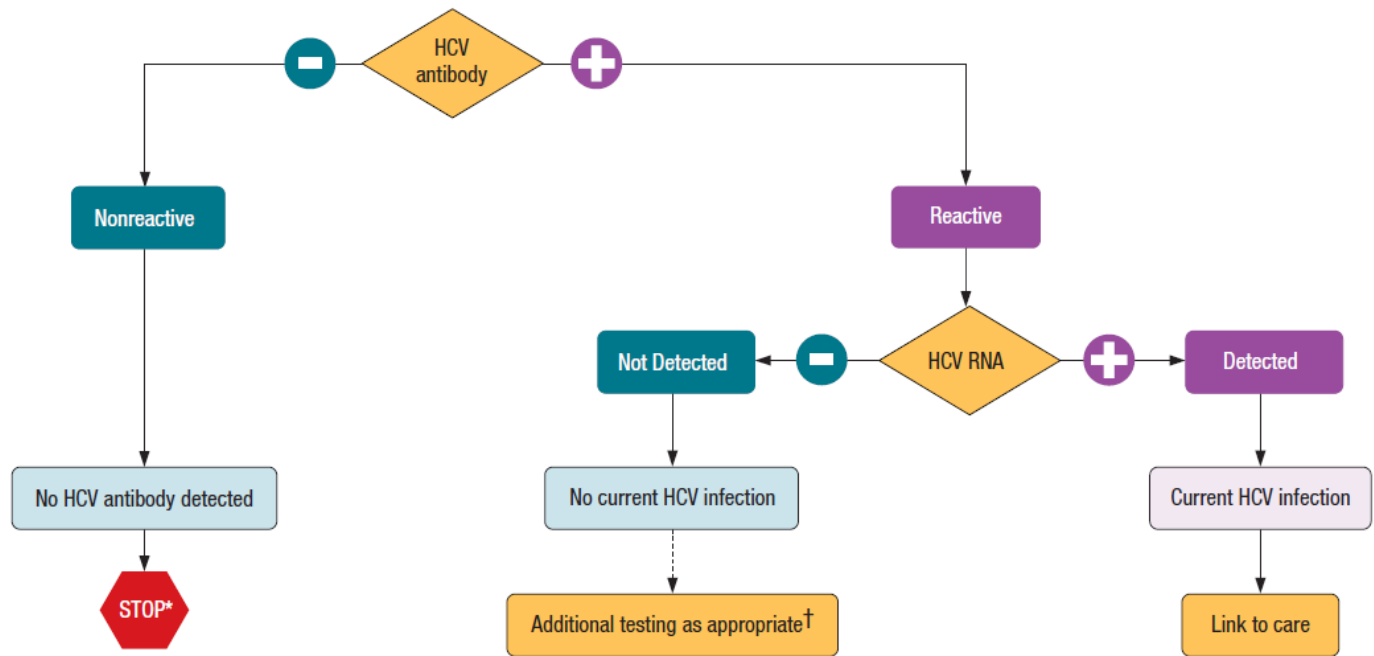 HCV
antibody
Nonreactive
Reactive
Not Detected
HCV RNA
Detected
No HCV antibody detected
No current HCV infection
Current HCV infection
STOP*
Additional testing as appropriate†
Link to care